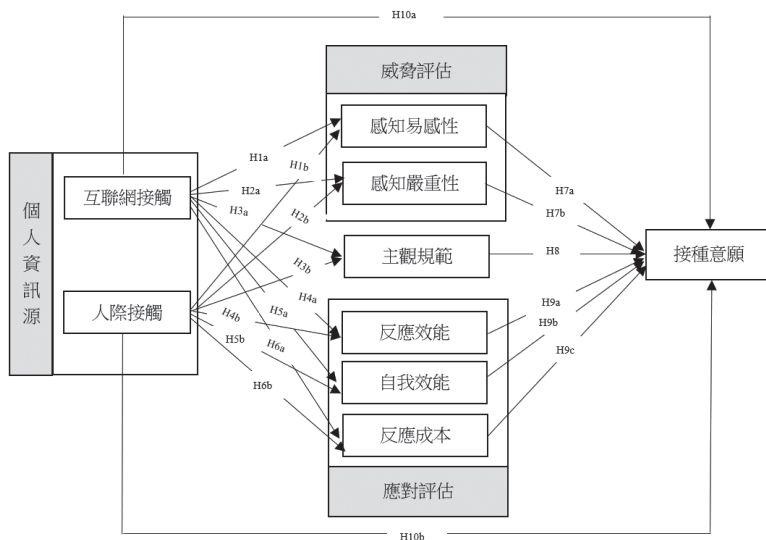 H10a
威脅評估
感知易感性
H1a
H1b
H7a
互聯網接觸
H2a
感知嚴重性
H3a
H2b
H7b
個人資訊源
主觀規範
H8
接種意願
H3b
人際接觸
H4b
H5a
H4a
反應效能
H9a
H5b
H6a
H9b
自我效能
H9c
H6b
反應成本
應對評估
H10b